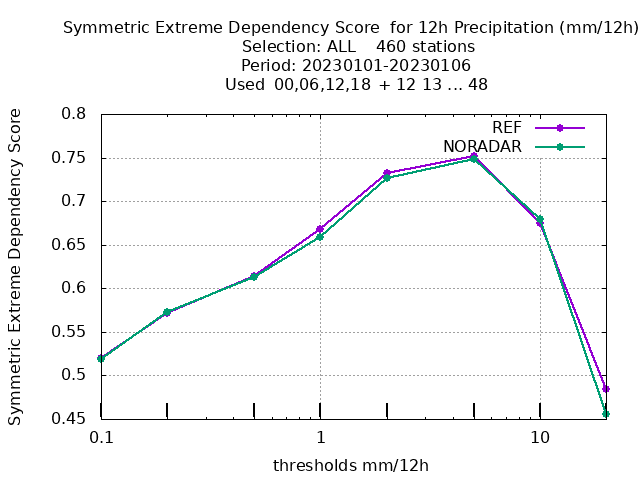 Symmetric Extreme Dependency Score for 12h Precipitation (mm/12h)
Selection: ALL 460 stations
Period: 20230101-20230106
Used 00,06,12,18 + 12 13 ... 48
Symmetric Extreme Dependency Score
0.8
0.75
0.7
0.65
0.6
0.55
0.5
0.45
REF
NORADAR
0.1 1 10
thresholds mm/12h